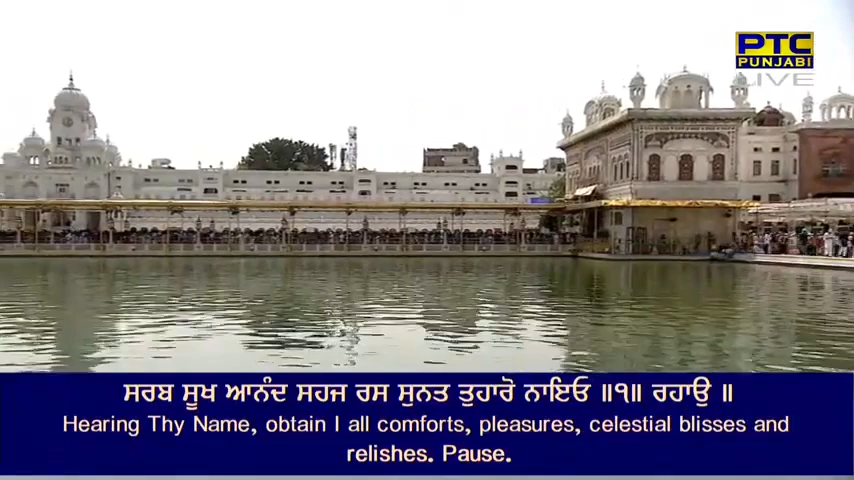 PTC
PUNJABI
LIVE
ਸਰਬ ਸੂਖ ਆਨੰਦ ਸਹਜ ਰਸ ਸੁਨਤ ਤੁਹਾਰੋ ਨਾਇਓ ॥੧॥ ਰਹਾਉ ॥
Hearing Thy Name, obtain I all comforts, pleasures, celestial blisses and
relishes. Pause.